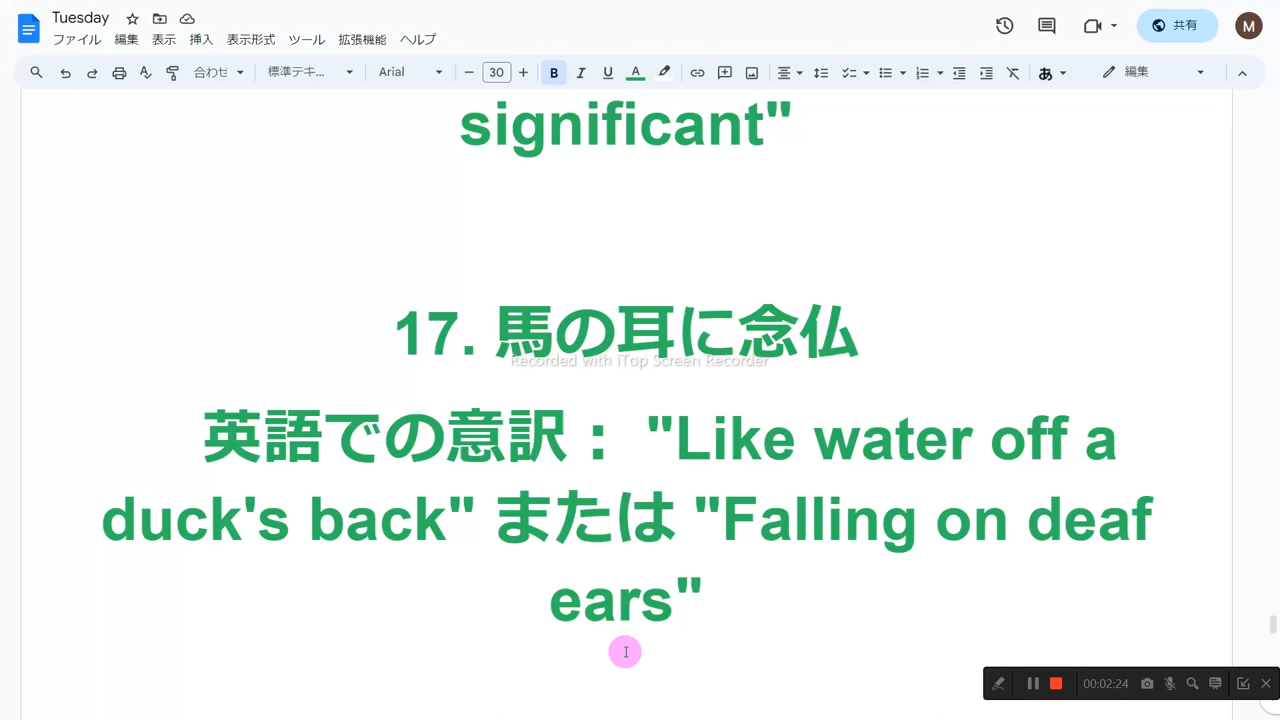 Tuesday
ファイル 編集 表示 挿入 表示形式 ツール 拡張機能 ヘルプ
共有
M
合わせ 標準テキ... Arial 30 B I U A あ 編集
significant"
17. 馬の耳に念仏
Recorded with iTop Screen Recorder
英語での意訳： "Like water off a
duck's back" または "Falling on deaf
ears"
00:02:24